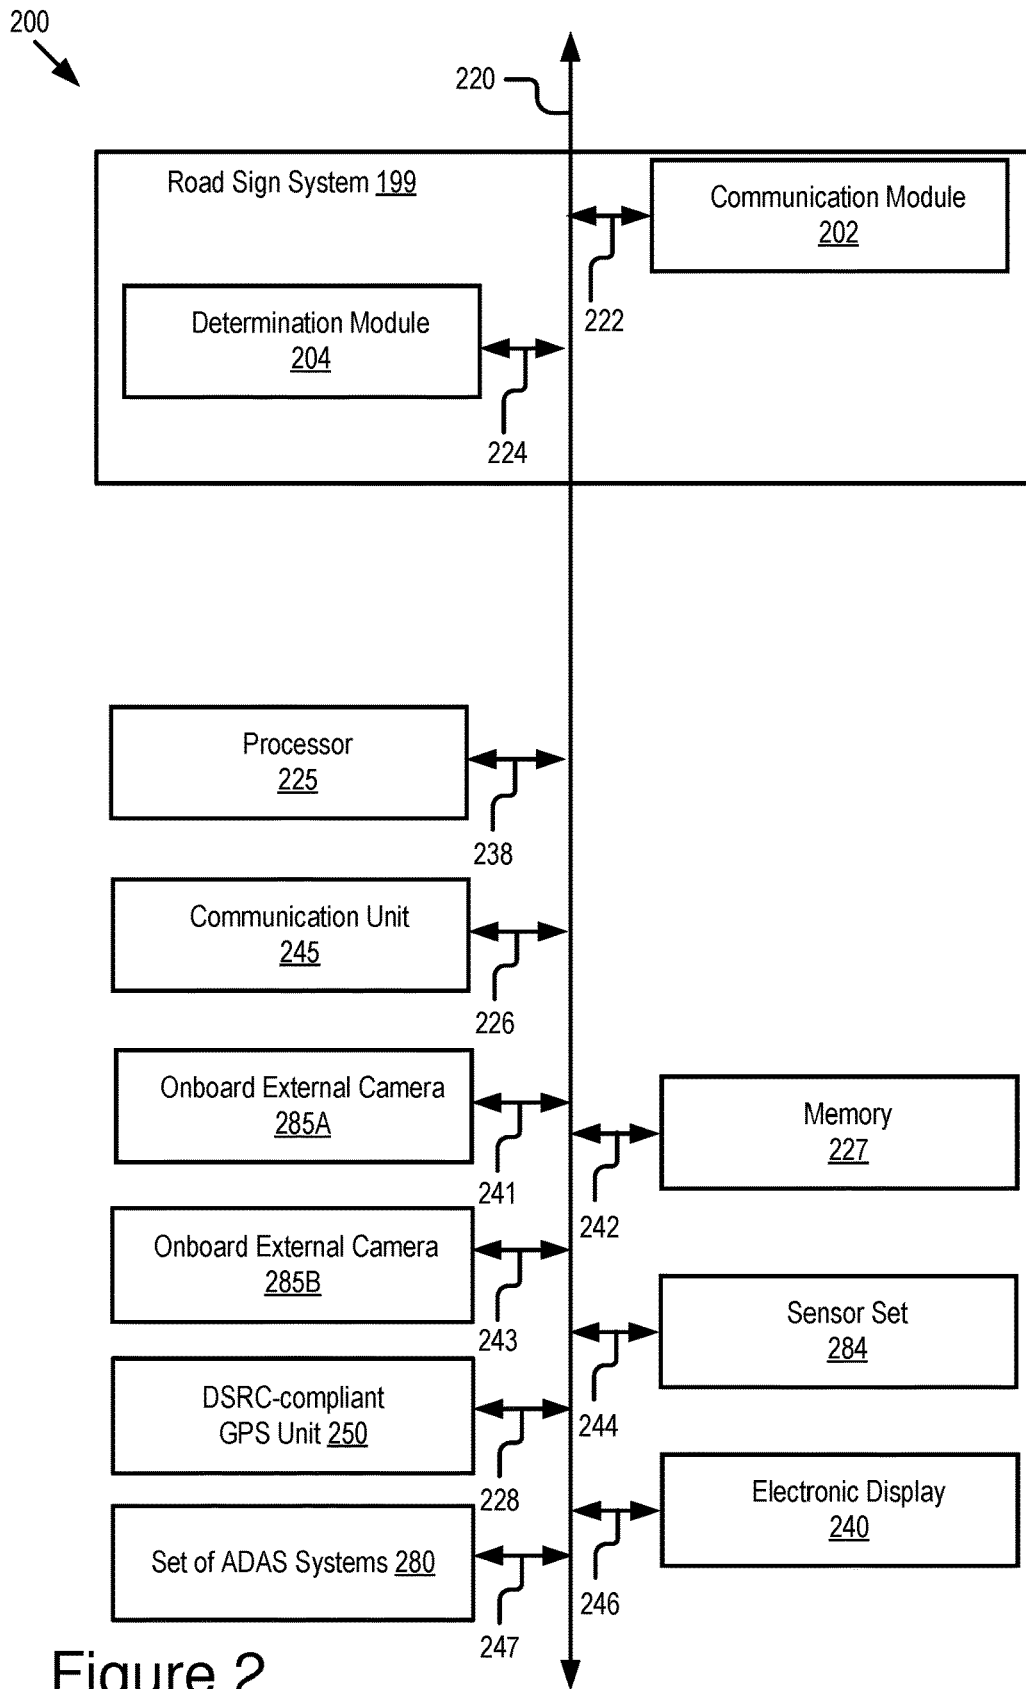 200
220
Road Sign System 199
Communication Module
202
222
Determination Module
204
224
Processor
225
238
Communication Unit
245
226
Onboard External Camera
285A
241
Memory
227
242
Onboard External Camera
285B
243
Sensor Set
284
244
DSRC-compliant
GPS Unit 250
228
Electronic Display
240
246
Set of ADAS Systems 280
247
Figure 2